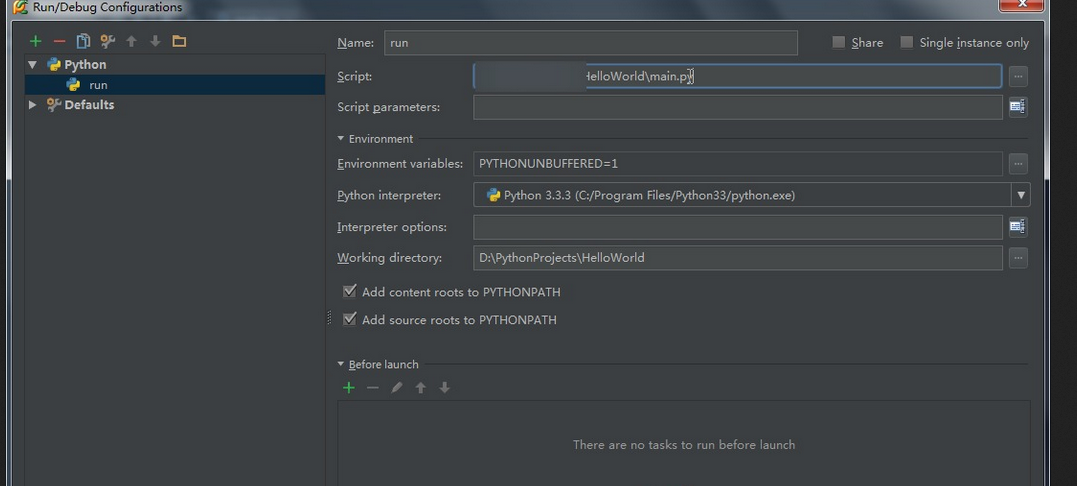 Run/Debug Configurations
Name: run Share Single instance only
Python
run
Defaults
Script: HelloWorld\main.py
Script parameters:
Environment
Environment variables: PYTHONUNBUFFERED=1
Python interpreter: Python 3.3.3 (C:/Program Files/Python33/python.exe)
Interpreter options:
Working directory: D:\PythonProjects\HelloWorld
Add content roots to PYTHONPATH
Add source roots to PYTHONPATH
Before launch
There are no tasks to run before launch